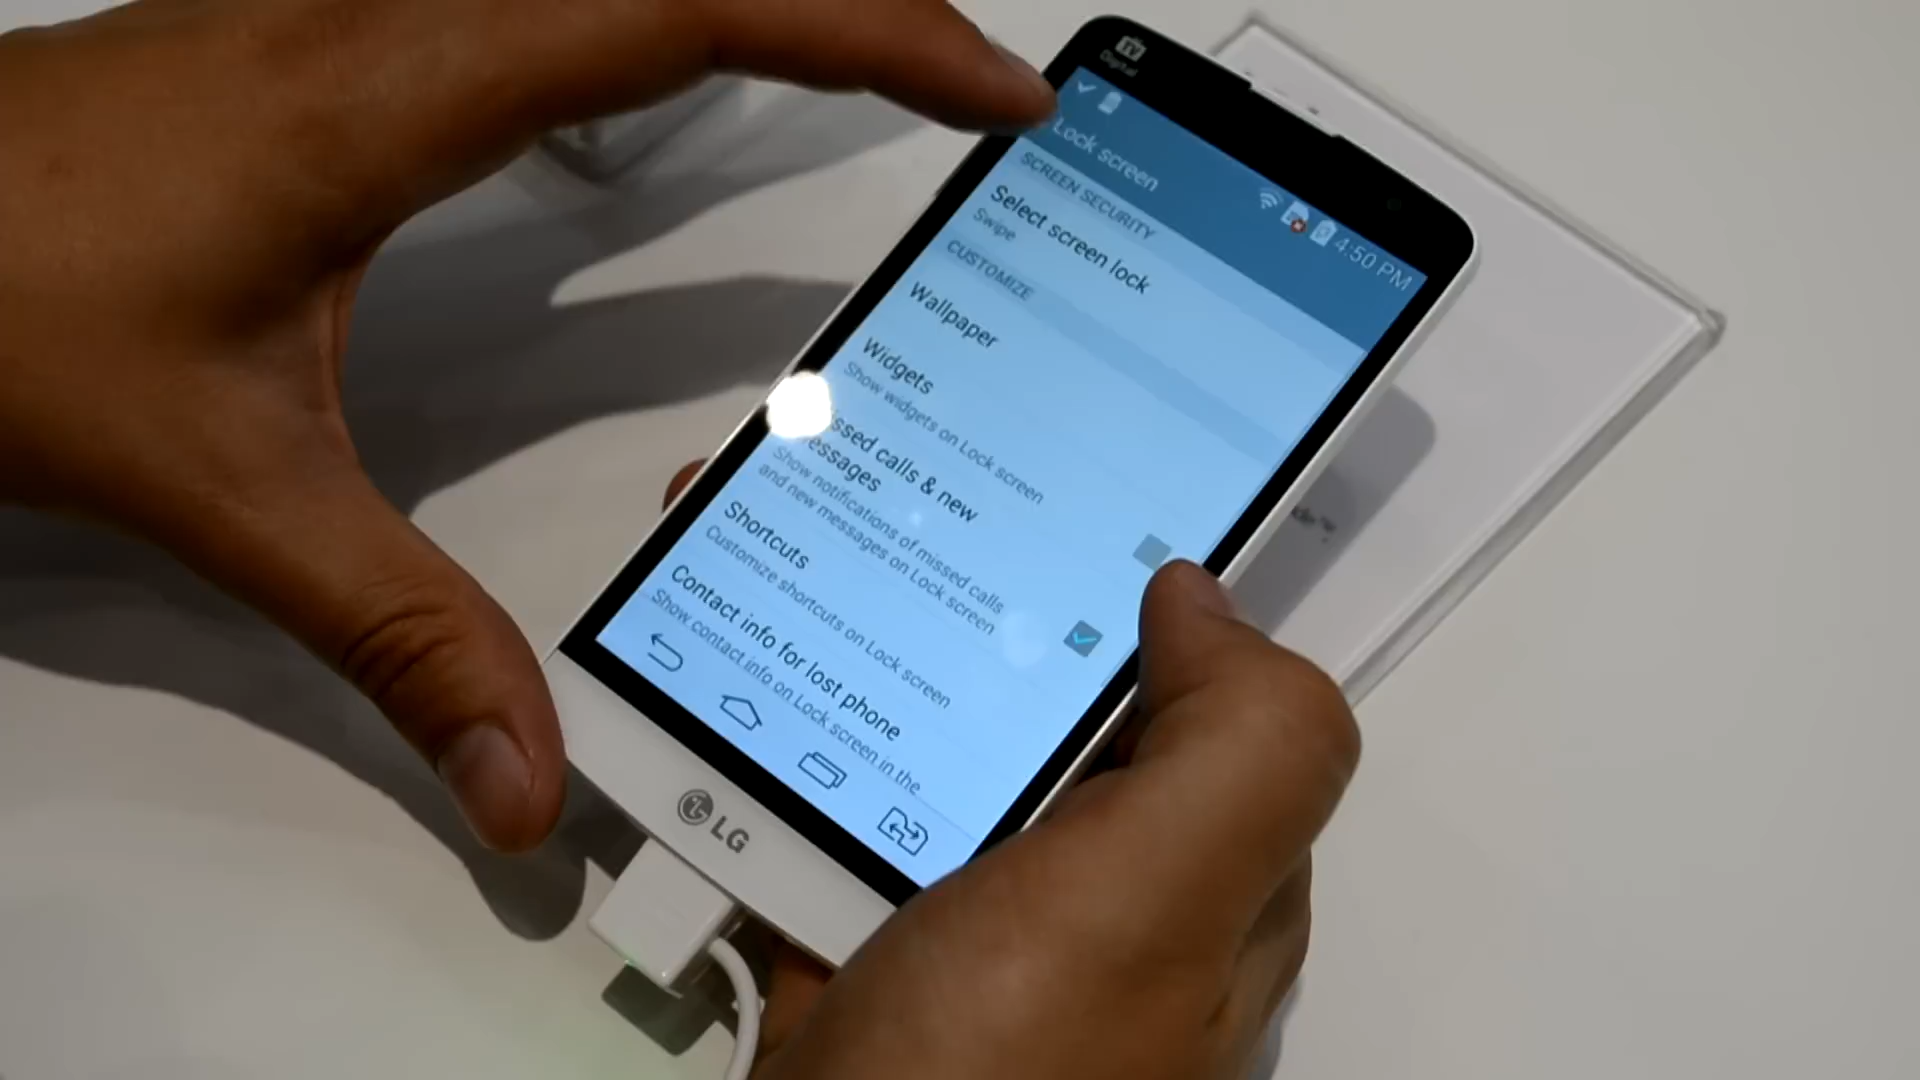 TV
Digital
4:50 PM
Lock screen
SCREEN SECURITY
Select screen lock
Swipe
CUSTOMIZE
Wallpaper
Widgets
Show widgets on Lock screen
ssed calls & new
essages
Show notifications of missed calls
and new messages on Lock screen
Shortcuts
Customize shortcuts on Lock screen
Contact info for lost phone
Show contact info on Lock screen in the
LG